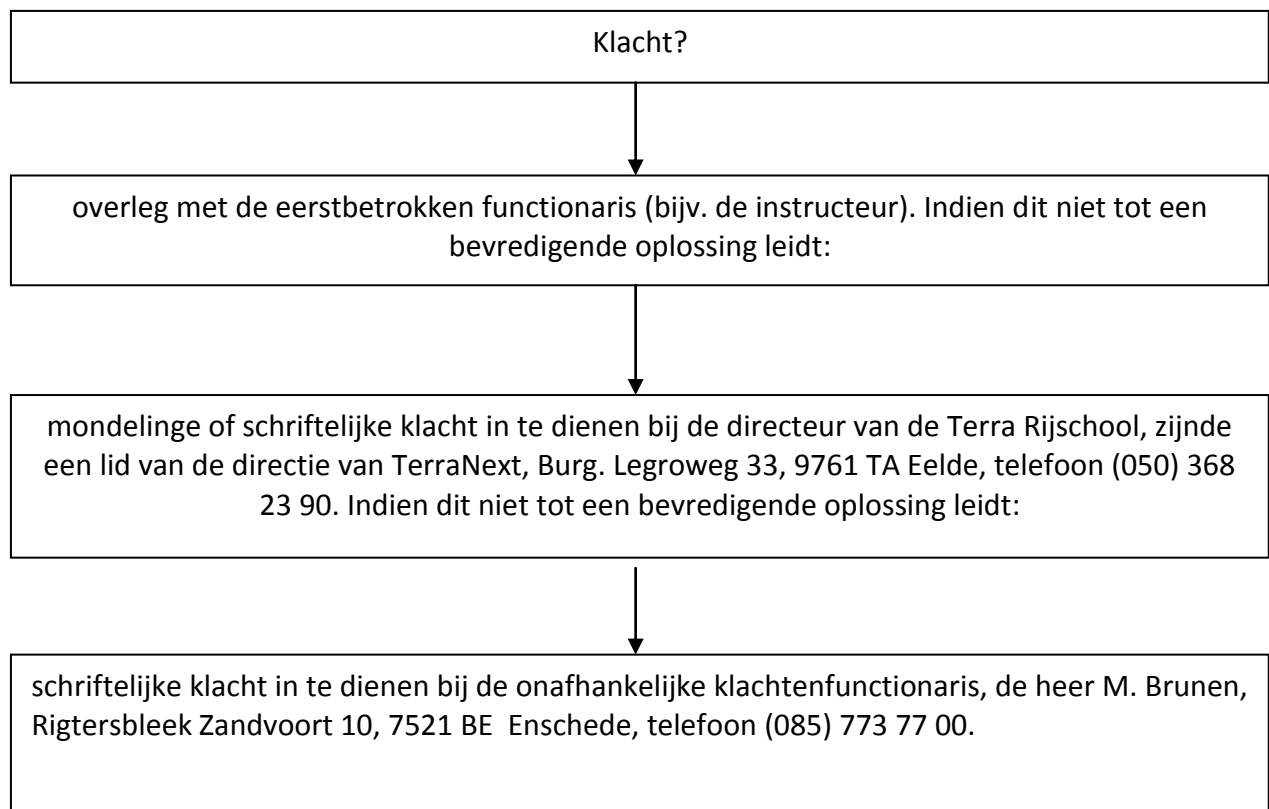 Klacht?
overleg met de eerstbetrokken functionaris (bijv. de instructeur). Indien dit niet tot een
bevredigende oplossing leidt:
mondelinge of schriftelijke klacht in te dienen bij de directeur van de Terra Rijschool, zijnde
een lid van de directie van TerraNext, Burg. Legroweg 33, 9761 TA Eelde, telefoon (050) 368
23 90. Indien dit niet tot een bevredigende oplossing leidt:
schriftelijke klacht in te dienen bij de onafhankelijke klachtenfunctionaris, de heer M. Brunen,
Rigtersbleek Zandvoort 10, 7521 BE  Enschede, telefoon (085) 773 77 00.